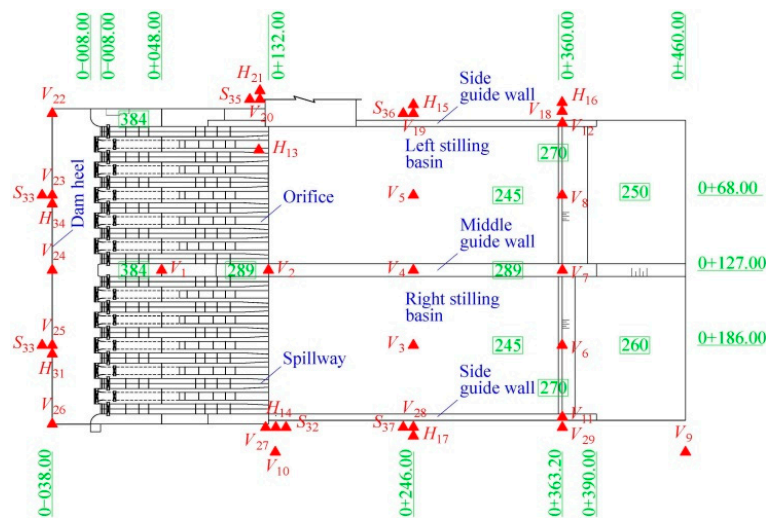 0−008.00
0−008.00
0+048.00
0+132.00
0+360.00
0+460.00
H21
S35
V20
V22
384
H13
Side
guide wall
S36
H15
V19
H16
V18
V12
270
Left stilling
basin
V23
S33
H34
Dam heel
V24
Orifice
V5
245
V8
250
0+68.00
Middle
guide wall
384
V1
289
V2
V4
289
V7
0+127.00
Right stilling
basin
V25
S33
H31
V3
245
V6
260
0+186.00
Spillway
Side
guide wall
270
V26
H14
S32
V27
V10
S37
V28
H17
V11
V29
V9
0−038.00
0+246.00
0+363.20
0+390.00